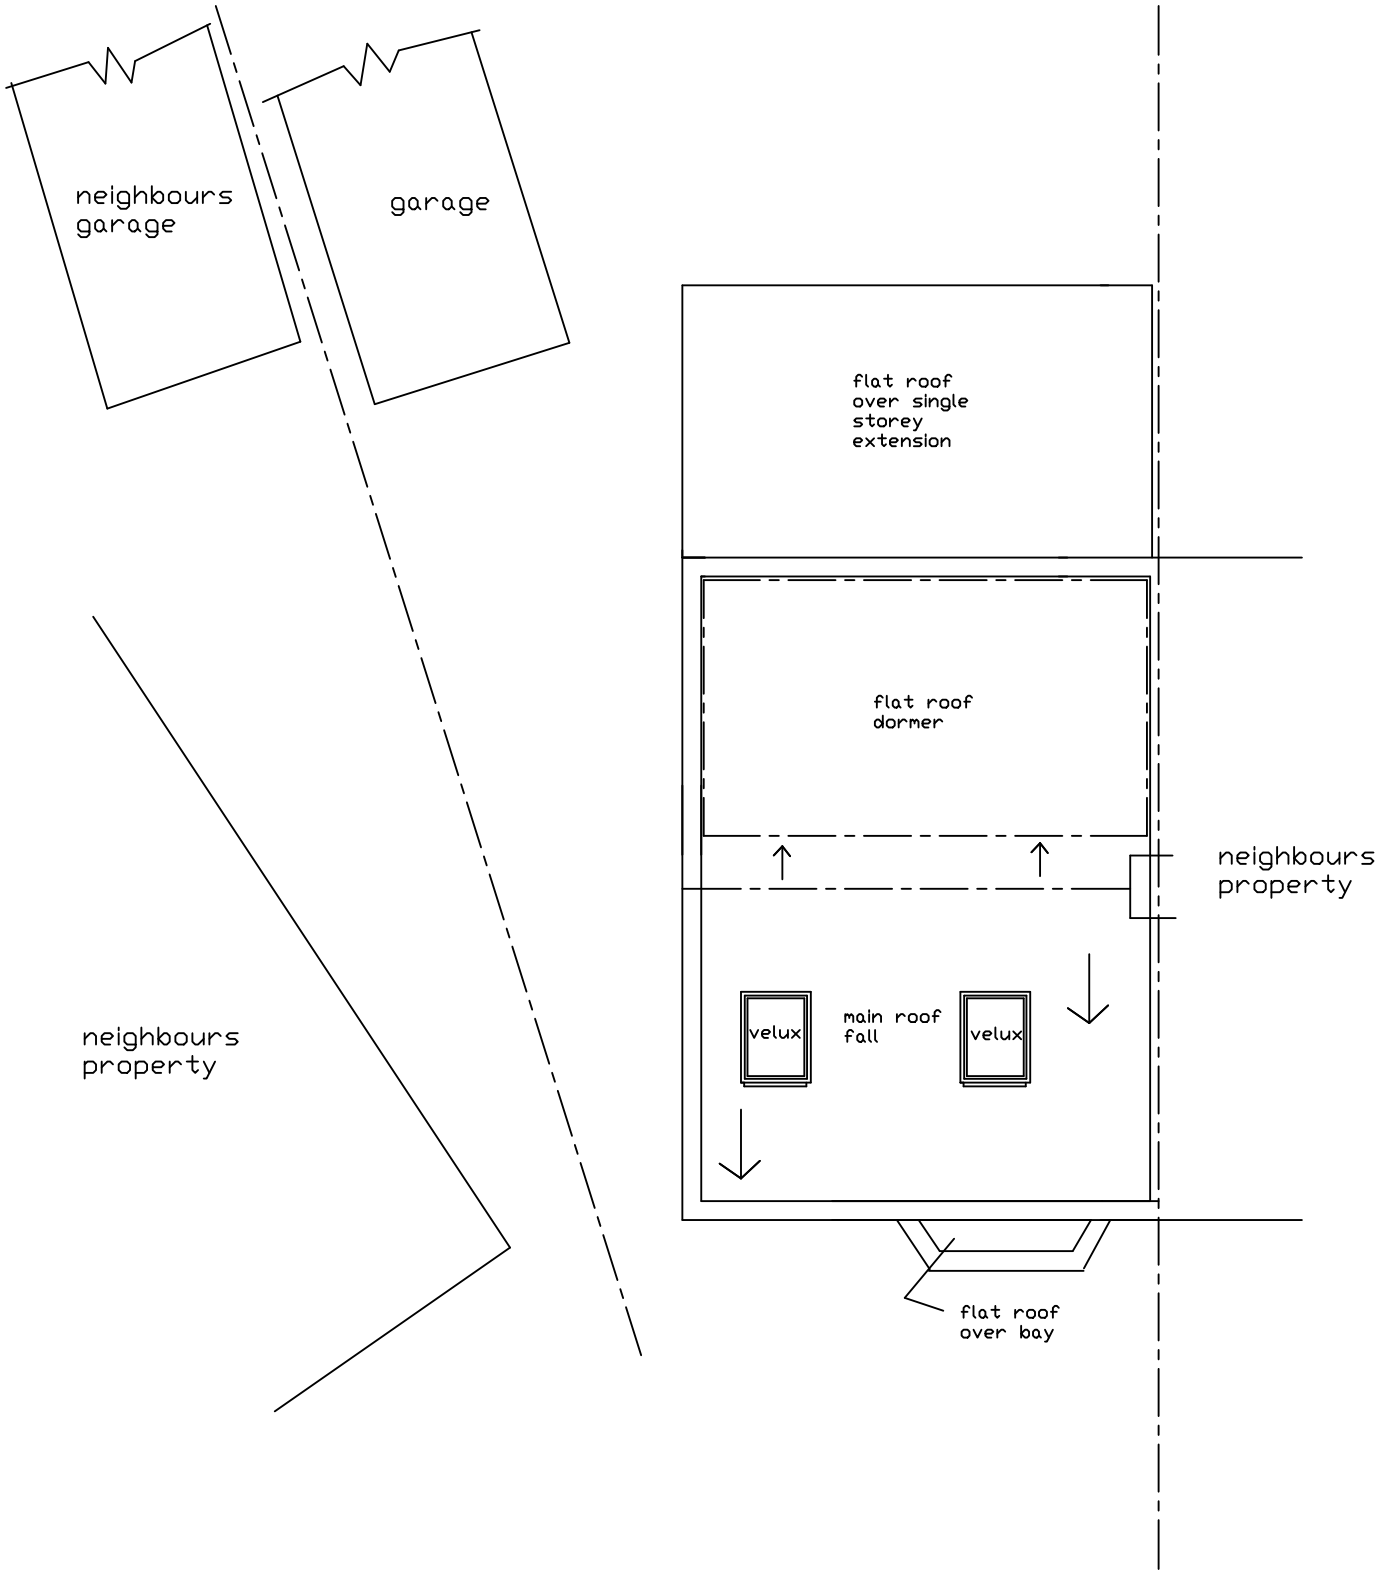 neighbours
garage
garage
flat roof
over single
storey
extension
flat roof
dormer
neighbours
property
velux
main roof
fall
velux
neighbours
property
flat roof
over bay